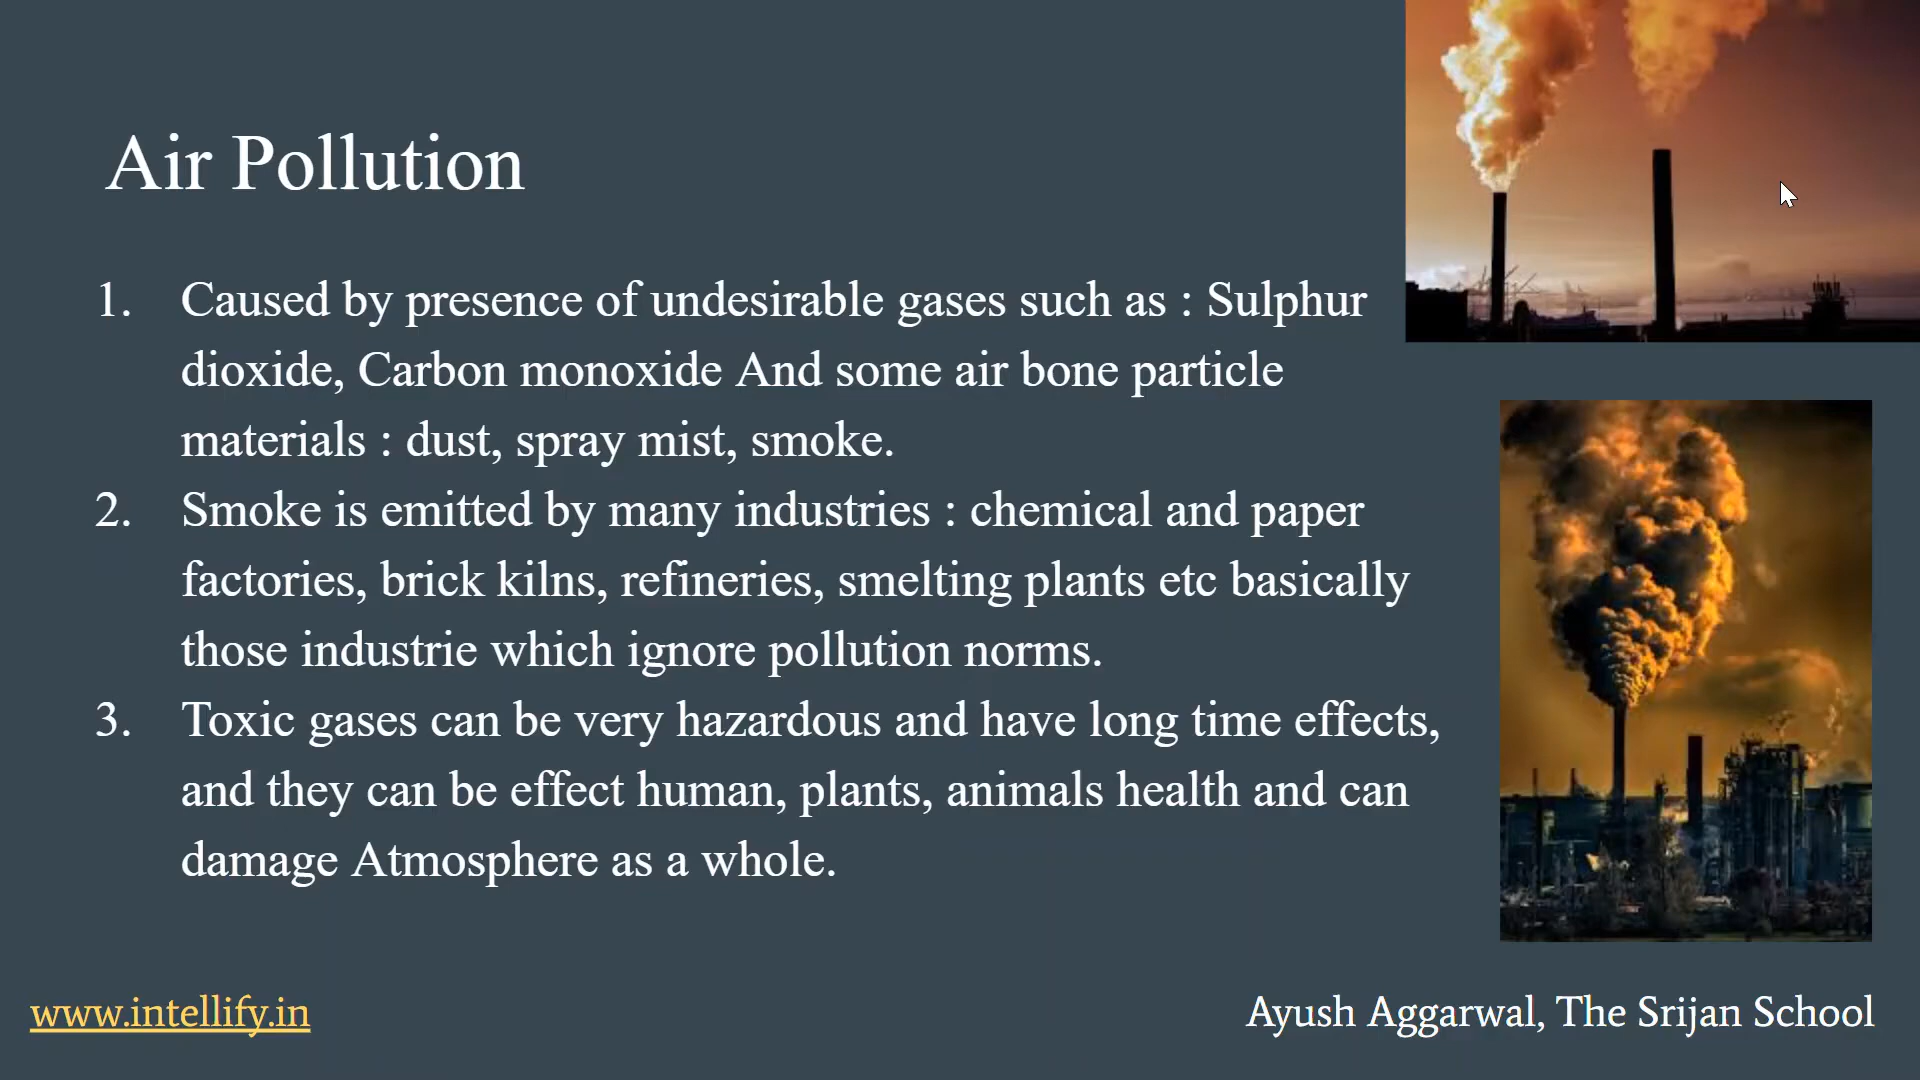 Air Pollution
1. Caused by presence of undesirable gases such as : Sulphur
dioxide, Carbon monoxide And some air bone particle
materials : dust, spray mist, smoke.
2. Smoke is emitted by many industries : chemical and paper
factories, brick kilns, refineries, smelting plants etc basically
those industrie which ignore pollution norms.
3. Toxic gases can be very hazardous and have long time effects,
and they can be effect human, plants, animals health and can
damage Atmosphere as a whole.
www.intellify.in
Ayush Aggarwal, The Srijan School